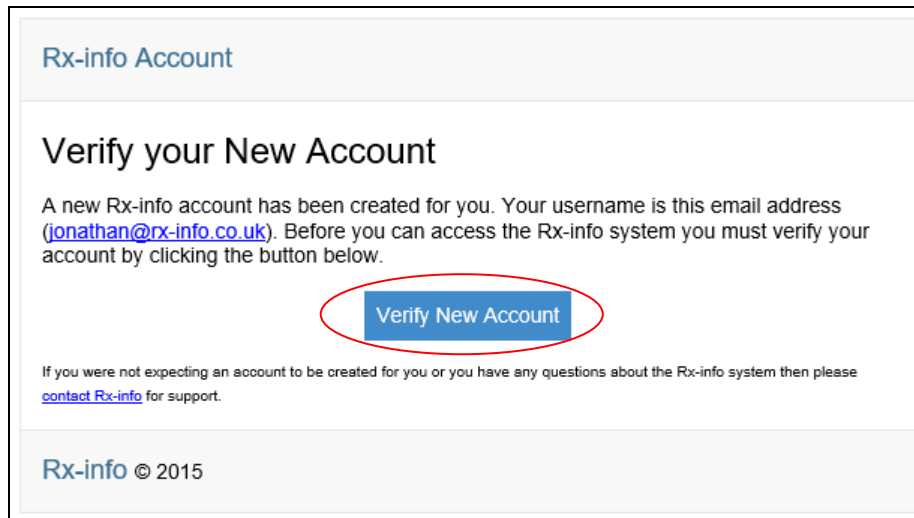 Rx-info Account
Verify your New Account
A new Rx-info account has been created for you. Your username is this email address
(jonathan@rx-info.co.uk). Before you can access the Rx-info system you must verify your
account by clicking the button below.
Verify New Account
If you were not expecting an account to be created for you or you have any questions about the Rx-info system then please
contact Rx-info for support.
Rx-info © 2015